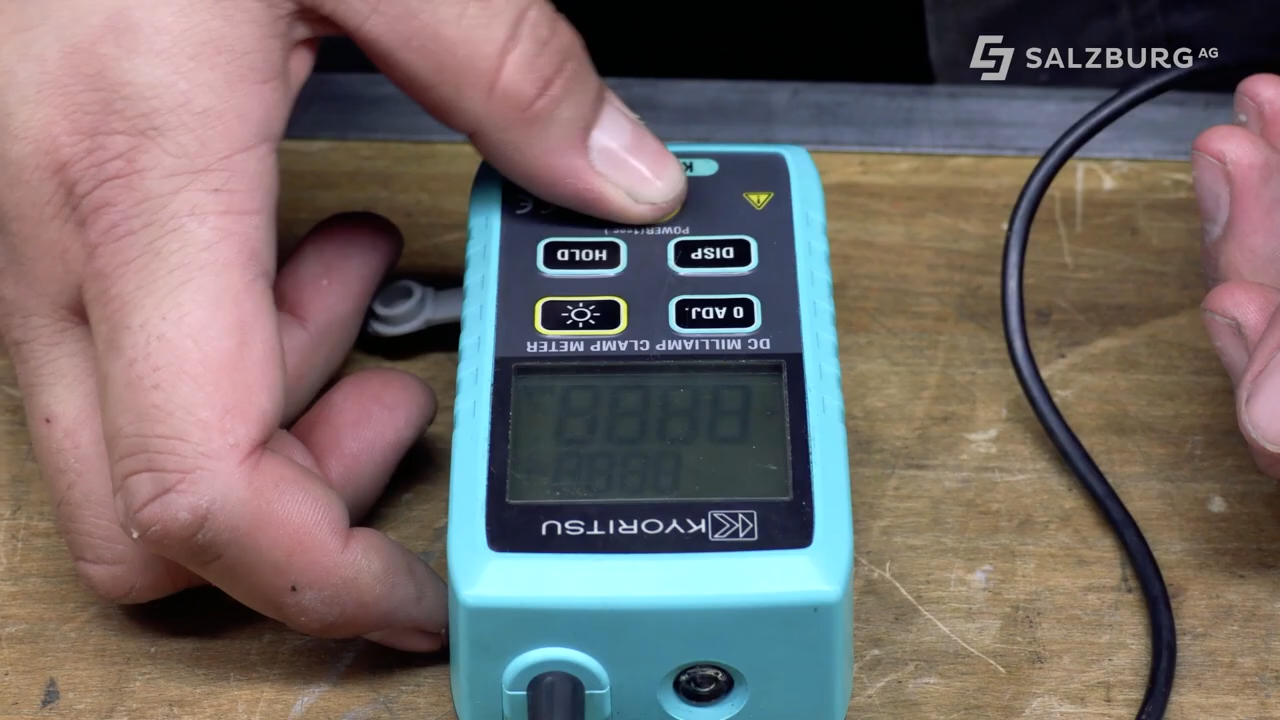 SALZBURG AG
POWER(1sec.)
HOLD
DISP
0 ADJ.
DC MILLIAMP CLAMP METER
KYORITSU